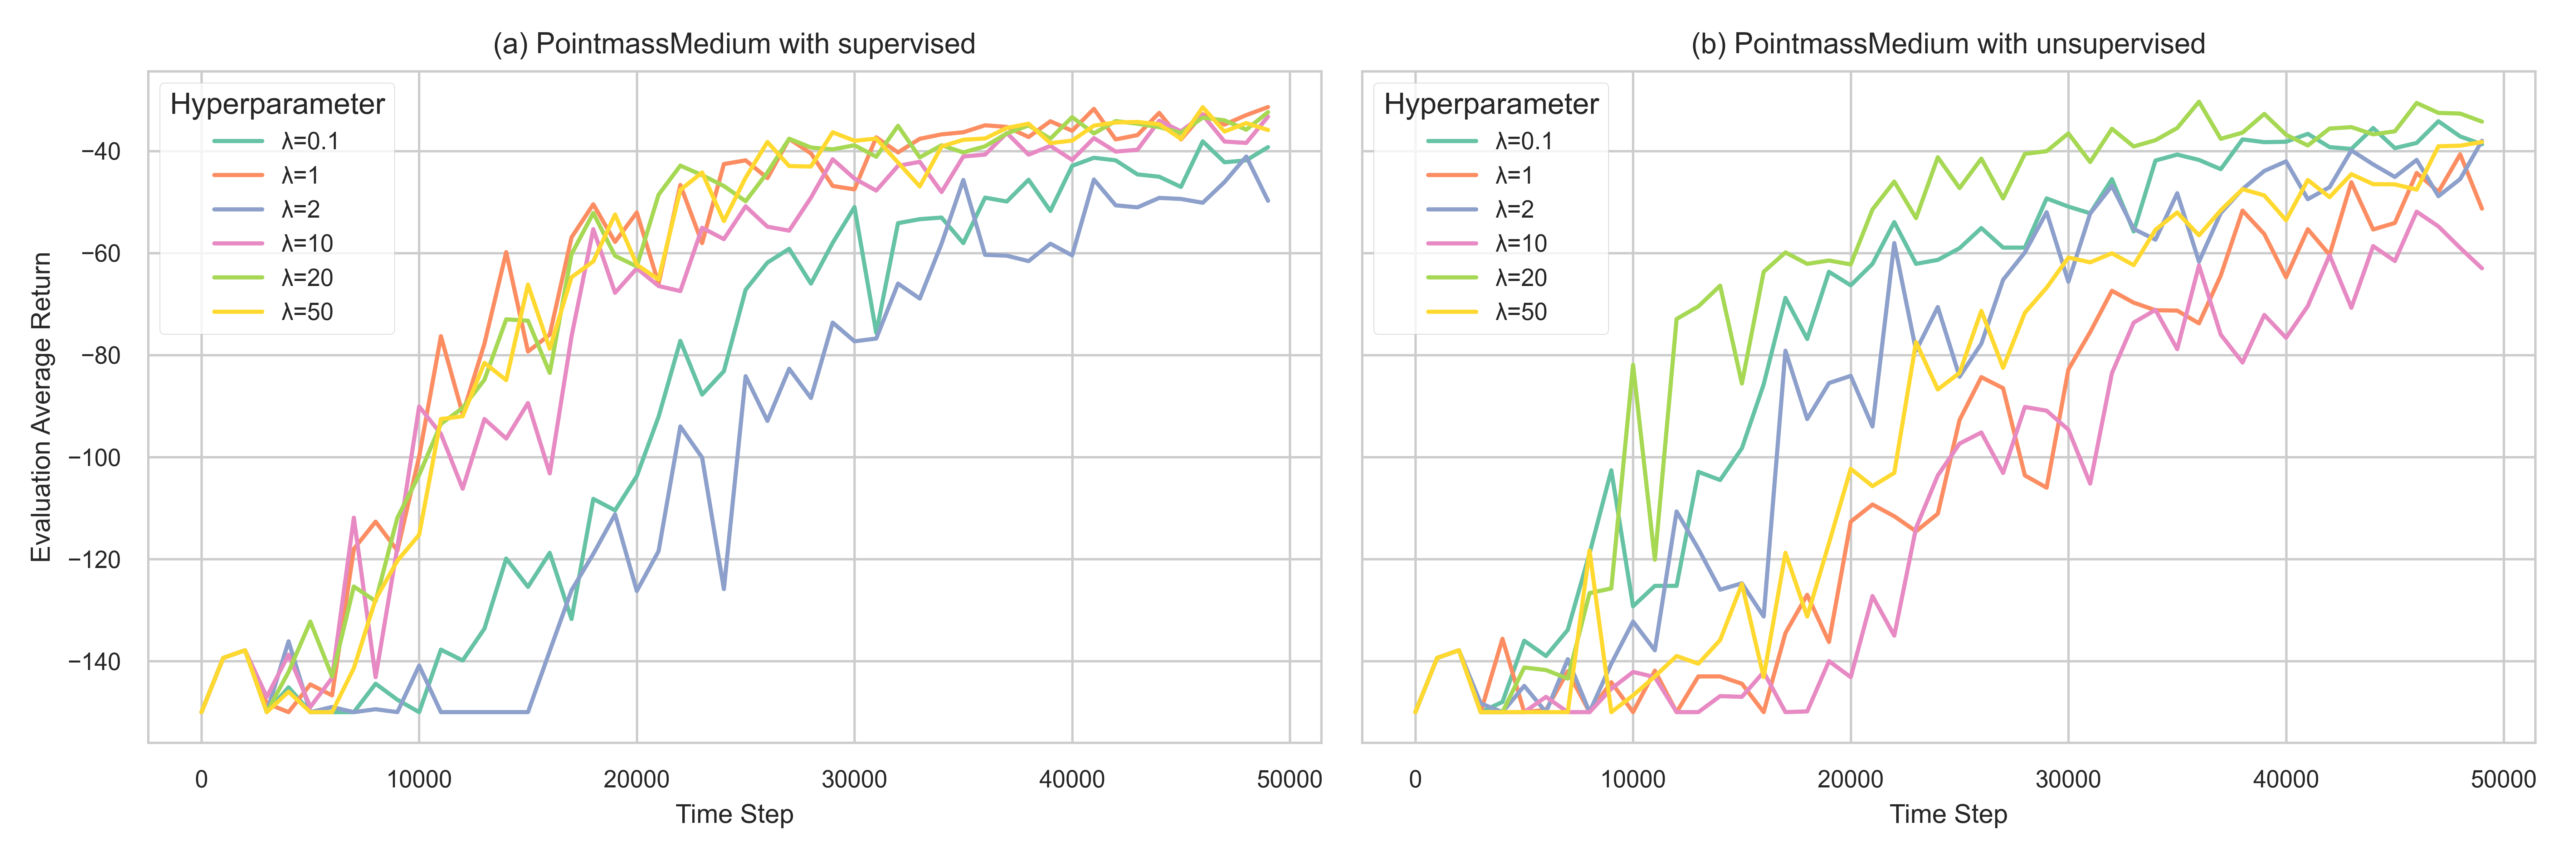 (a) PointmassMedium with supervised
Hyperparameter
λ=0.1
λ=1
λ=2
λ=10
λ=20
λ=50
Evaluation Average Return
−40
−60
−80
−100
−120
−140
0
10000
20000
30000
40000
50000
Time Step
(b) PointmassMedium with unsupervised
Hyperparameter
λ=0.1
λ=1
λ=2
λ=10
λ=20
λ=50
0
10000
20000
30000
40000
50000
Time Step